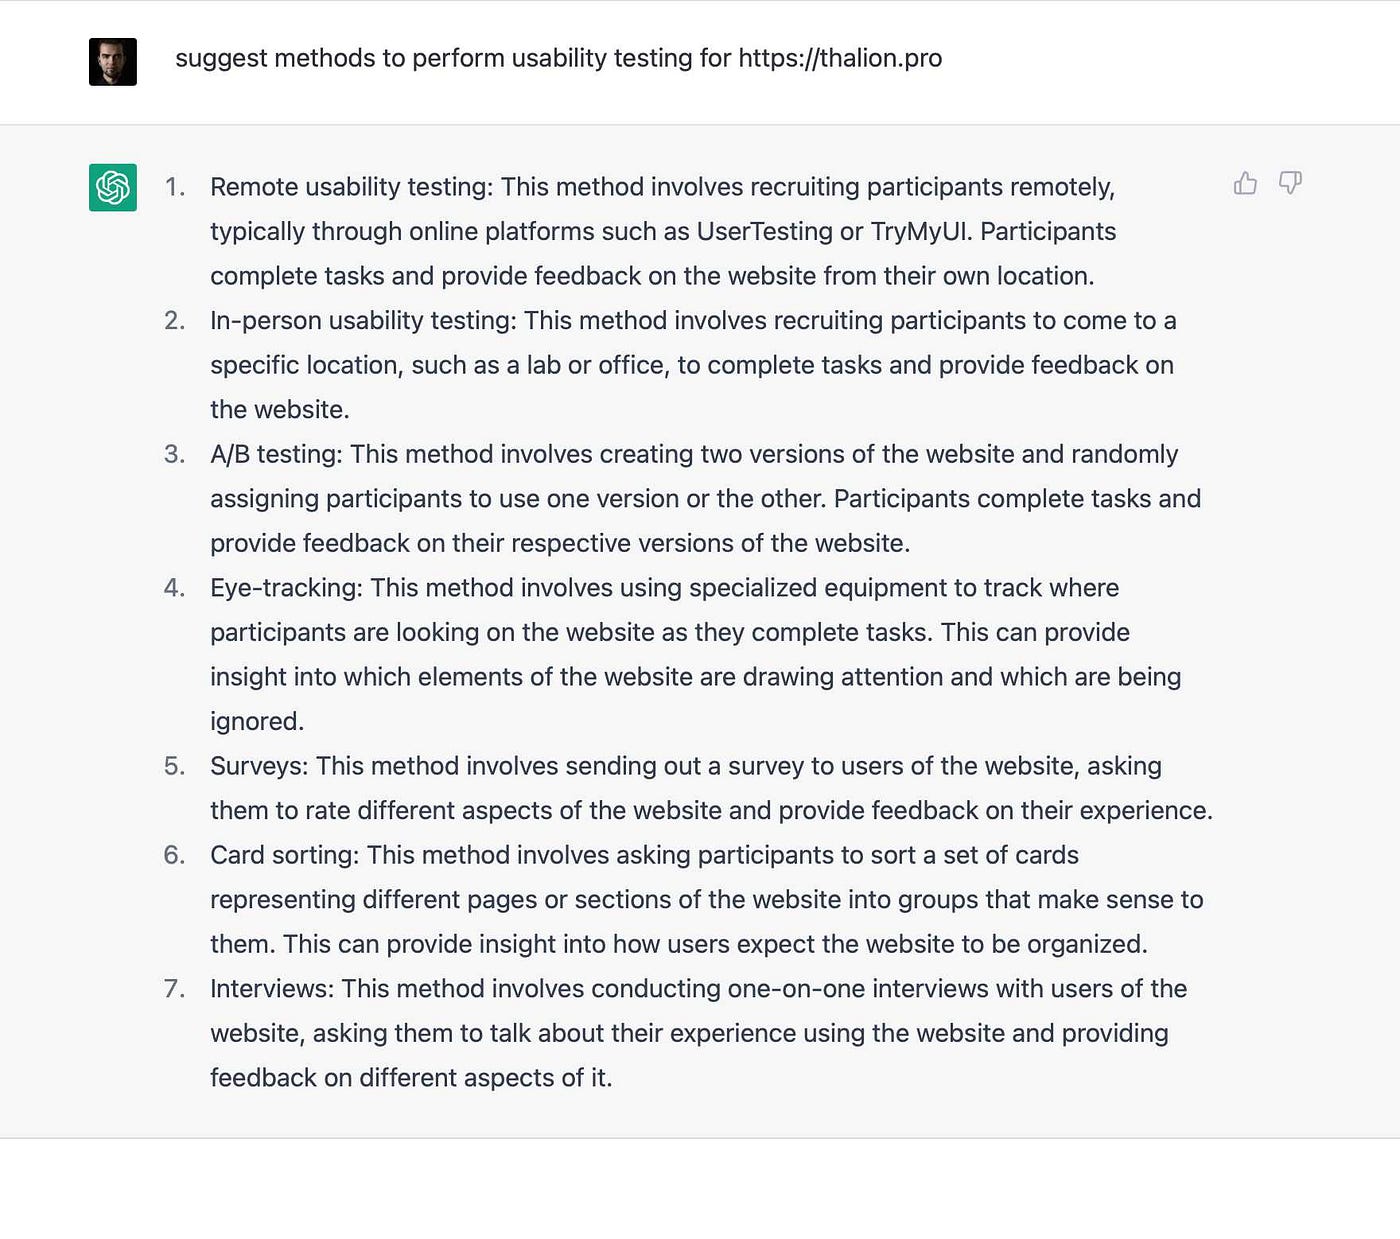 suggest methods to perform usability testing for https://thalion.pro
1. Remote usability testing: This method involves recruiting participants remotely,
typically through online platforms such as UserTesting or TryMyUI. Participants
complete tasks and provide feedback on the website from their own location.
2. In-person usability testing: This method involves recruiting participants to come to a
specific location, such as a lab or office, to complete tasks and provide feedback on
the website.
3. A/B testing: This method involves creating two versions of the website and randomly
assigning participants to use one version or the other. Participants complete tasks and
provide feedback on their respective versions of the website.
4. Eye-tracking: This method involves using specialized equipment to track where
participants are looking on the website as they complete tasks. This can provide
insight into which elements of the website are drawing attention and which are being
ignored.
5. Surveys: This method involves sending out a survey to users of the website, asking
them to rate different aspects of the website and provide feedback on their experience.
6. Card sorting: This method involves asking participants to sort a set of cards
representing different pages or sections of the website into groups that make sense to
them. This can provide insight into how users expect the website to be organized.
7. Interviews: This method involves conducting one-on-one interviews with users of the
website, asking them to talk about their experience using the website and providing
feedback on different aspects of it.